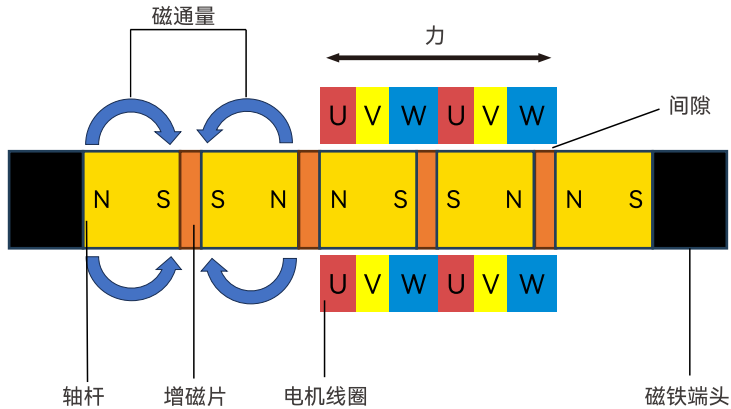 磁通量
力
U V W U V W
间隙
N S S N N S S N N S
U V W U V W
轴杆 增磁片 电机线圈 磁铁端头